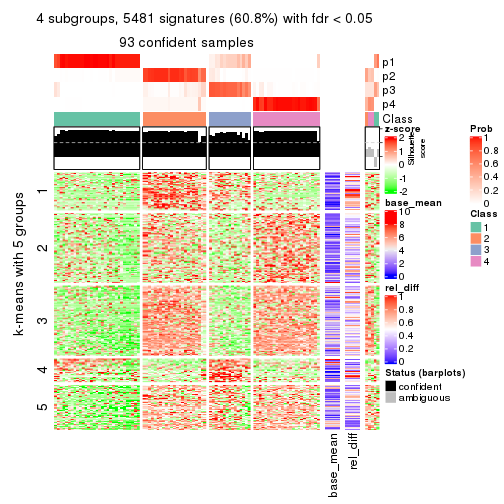 4 subgroups, 5481 signatures (60.8%) with fdr < 0.05
93 confident samples
p1
p2
p3
p4
Class
Silhouette
score
1
2
3
4
5
k-means with 5 groups
base_mean
rel_diff
z-score
2
1
0
-1
-2
base_mean
10
8
6
4
2
0
rel_diff
1
0.8
0.6
0.4
0.2
0
Status (barplots)
confident
ambiguous
Prob
1
0.8
0.6
0.4
0.2
0
Class
1
2
3
4